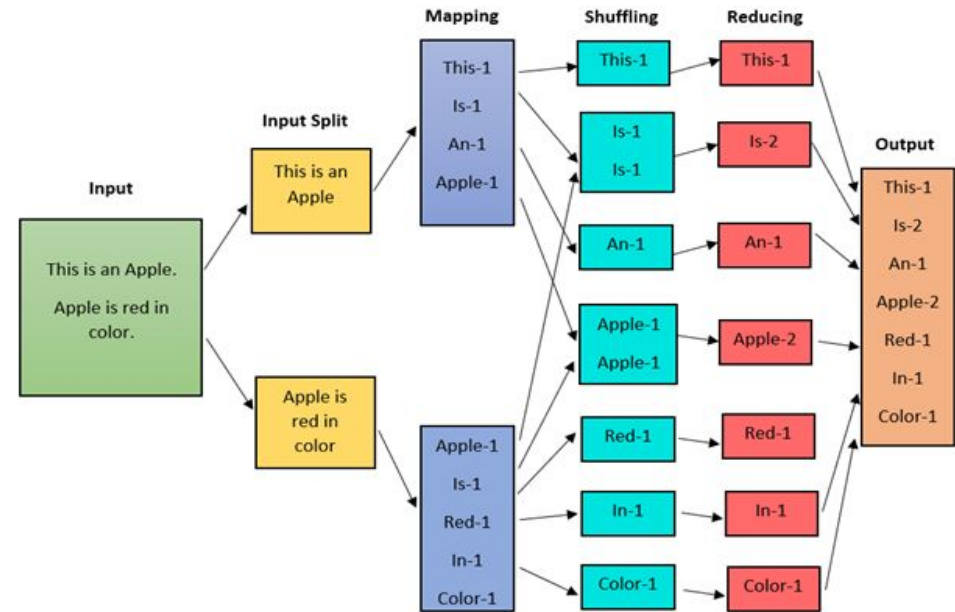 Input
This is an Apple.
Apple is red in
color.
Input Split
This is an
Apple
Apple is
red in
color
Mapping
This-1
Is-1
An-1
Apple-1
Apple-1
Is-1
Red-1
In-1
Color-1
Shuffling
This-1
Is-1
Is-1
An-1
Apple-1
Apple-1
Red-1
In-1
Color-1
Reducing
This-1
Is-2
An-1
Apple-2
Red-1
In-1
Color-1
Output
This-1
Is-2
An-1
Apple-2
Red-1
In-1
Color-1